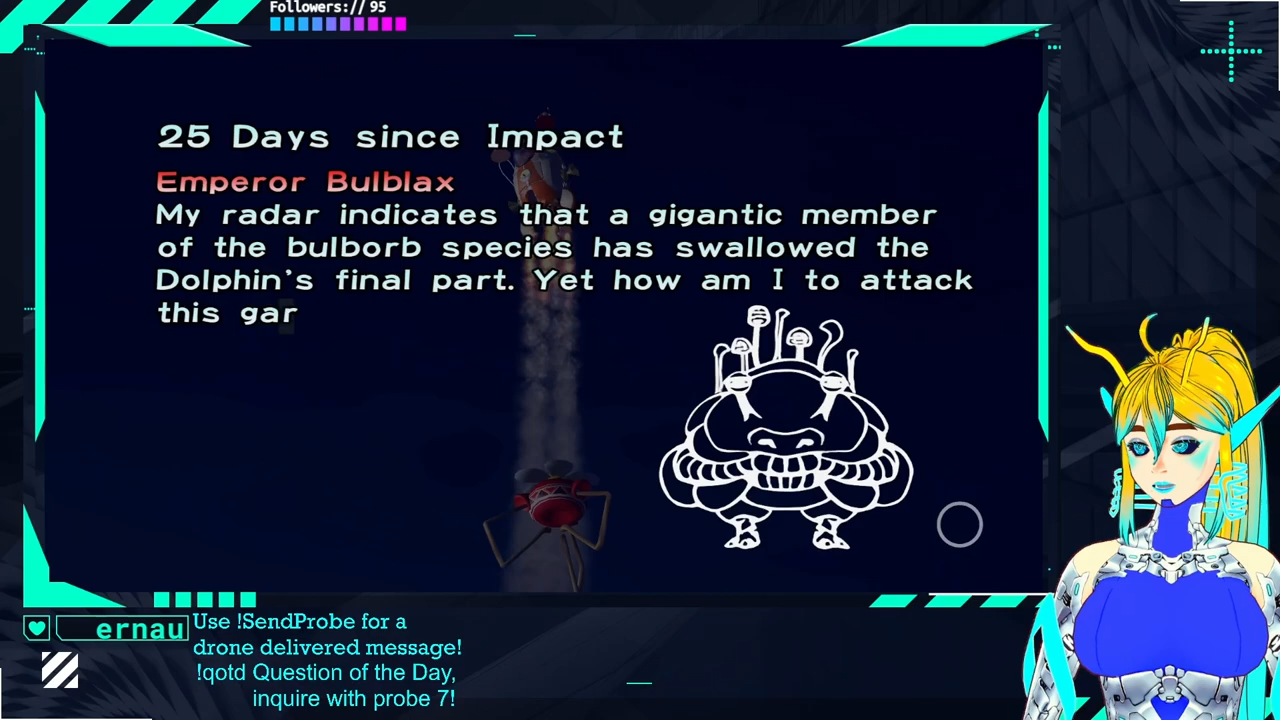 Followers:// 95
25 Days since Impact
Emperor Bulblax
My radar indicates that a gigantic member
of the bulborb species has swallowed the
Dolphin's final part. Yet how am I to attack
this gar
ernau
Use !SendProbe for a
drone delivered message!
!qotd Question of the Day,
inquire with probe 7!